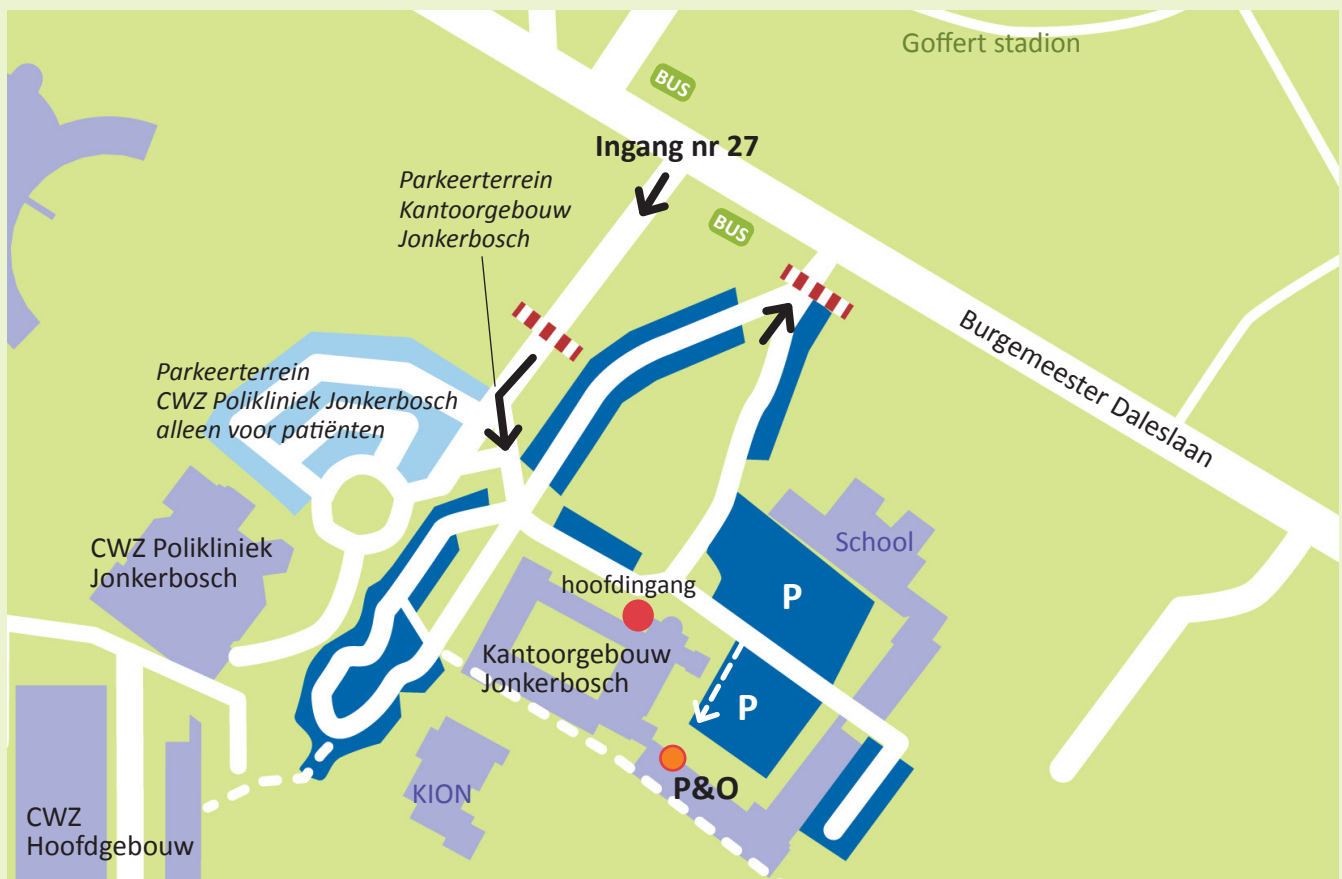 Goffert stadion
BUS
Ingang nr 27
Parkeerterrein
Kantoorgebouw
Jonkerbosch
BUS
Burgemeester Daleslaan
Parkeerterrein
CWZ Polikliniek Jonkerbosch
alleen voor patiënten
School
CWZ Polikliniek
Jonkerbosch
hoofdingang
P
Kantoorgebouw
Jonkerbosch
P
KION
P&O
CWZ
Hoofdgebouw